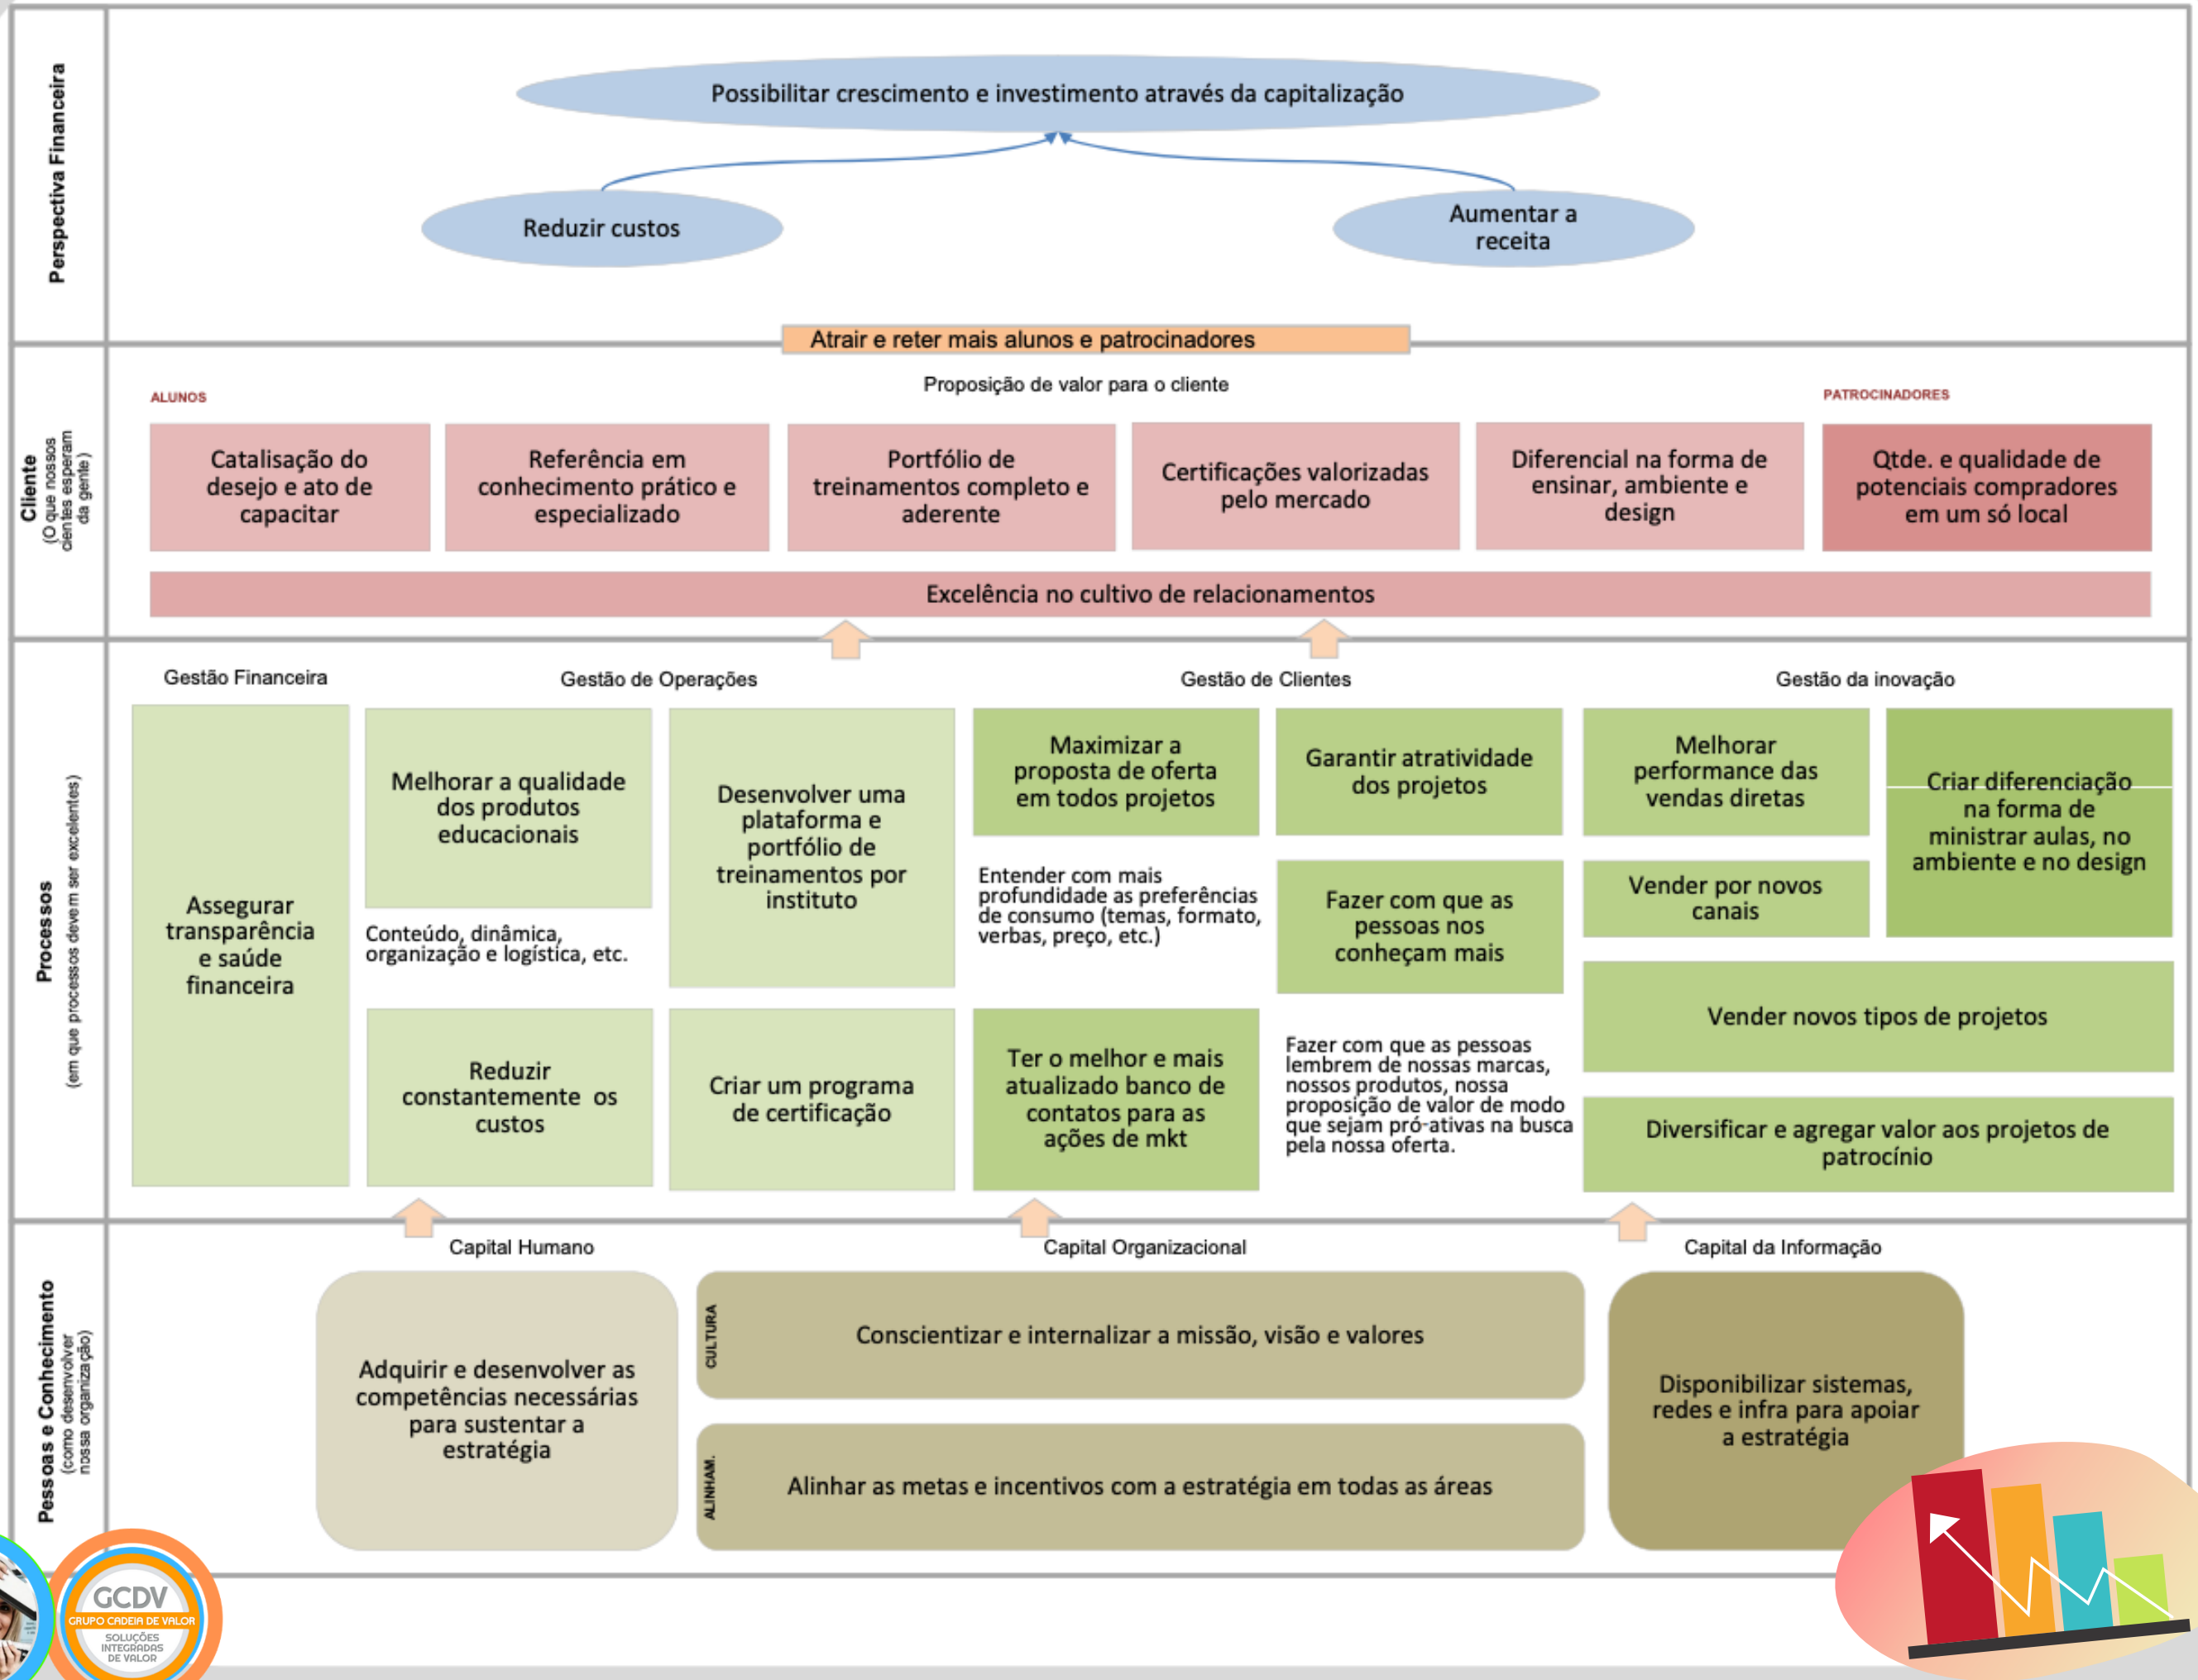 Perspectiva Financeira
Possibilitar crescimento e investimento através da capitalização
Reduzir custos
Aumentar a
receita
Atrair e reter mais alunos e patrocinadores
Cliente
(O que nossos
clientes esperam
da gente)
Proposição de valor para o cliente
ALUNOS
PATROCINADORES
Catalisação do
desejo e ato de
capacitar
Referência em
conhecimento prático e
especializado
Portfólio de
treinamentos completo e
aderente
Certificações valorizadas
pelo mercado
Diferencial na forma de
ensinar, ambiente e
design
Qtde. e qualidade de
potenciais compradores
em um só local
Excelência no cultivo de relacionamentos
Processos
(em que processos devem ser excelentes)
Gestão Financeira
Assegurar
transparência
e saúde
financeira
Gestão de Operações
Melhorar a qualidade
dos produtos
educacionais
Conteúdo, dinâmica,
organização e logística, etc.
Reduzir
constantemente os
custos
Desenvolver uma
plataforma e
portfólio de
treinamentos por
instituto
Criar um programa
de certificação
Gestão de Clientes
Maximizar a
proposta de oferta
em todos projetos
Entender com mais
profundidade as preferências
de consumo (temas, formato,
verbas, preço, etc.)
Ter o melhor e mais
atualizado banco de
contatos para as
ações de mkt
Garantir atratividade
dos projetos
Fazer com que as
pessoas nos
conheçam mais
Fazer com que as pessoas
lembrem de nossas marcas,
nossos produtos, nossa
proposição de valor de modo
que sejam pró-ativas na busca
pela nossa oferta.
Gestão da inovação
Melhorar
performance das
vendas diretas
Vender por novos
canais
Criar diferenciação
na forma de
ministrar aulas, no
ambiente e no design
Vender novos tipos de projetos
Diversificar e agregar valor aos projetos de
patrocínio
Pessoas e Conhecimento
(como desenvolver
nossa organização)
Capital Humano
Adquirir e desenvolver as
competências necessárias
para sustentar a
estratégia
Capital Organizacional
CULTURA
Conscientizar e internalizar a missão, visão e valores
ALINHAM.
Alinhar as metas e incentivos com a estratégia em todas as áreas
Capital da Informação
Disponibilizar sistemas,
redes e infra para apoiar
a estratégia
GCDV
GRUPO CADEIA DE VALOR
SOLUÇÕES
INTEGRADAS
DE VALOR